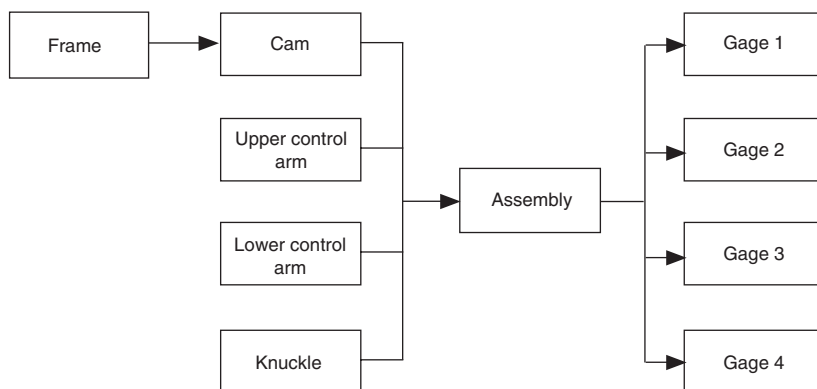 Frame
Cam
Upper control
arm
Lower control
arm
Knuckle
Assembly
Gage 1
Gage 2
Gage 3
Gage 4